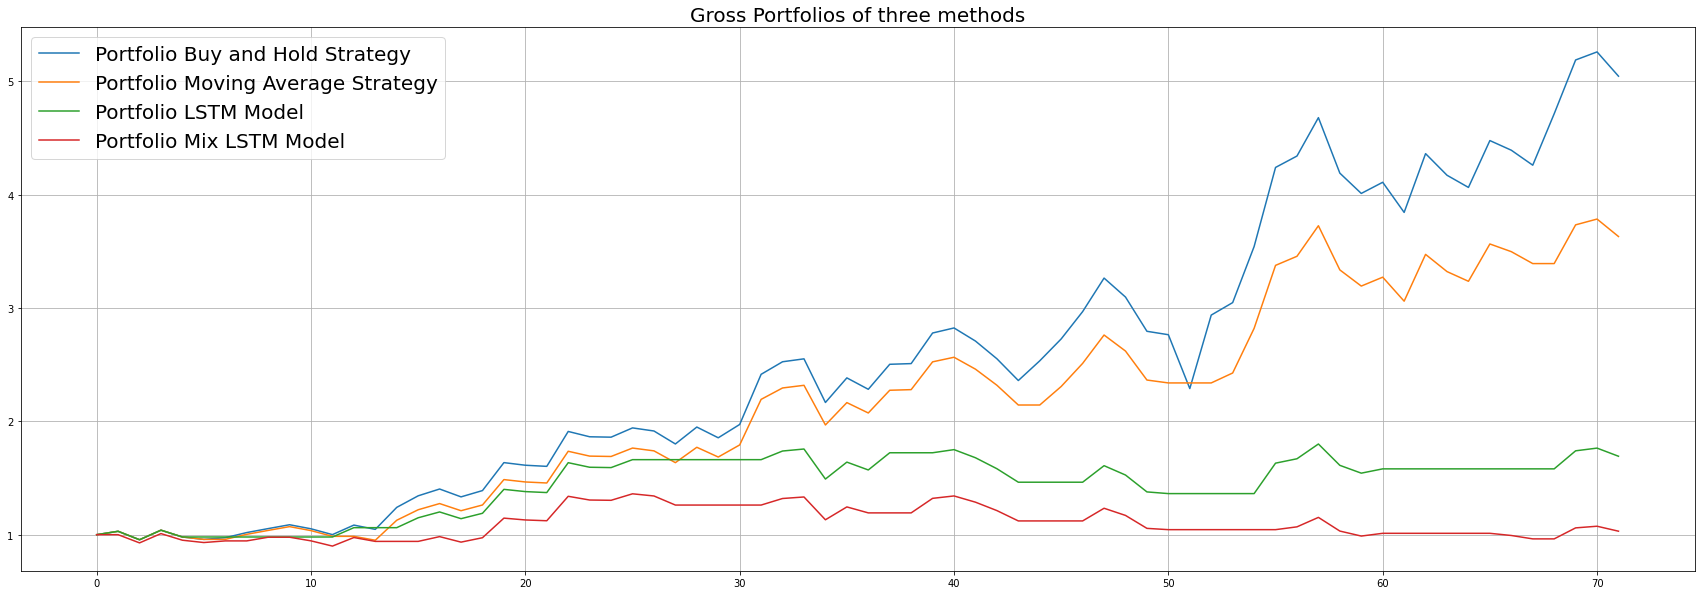 Gross Portfolios of three methods
Portfolio Buy and Hold Strategy
Portfolio Moving Average Strategy
Portfolio LSTM Model
Portfolio Mix LSTM Model
5
4
3
2
1
0 10 20 30 40 50 60 70